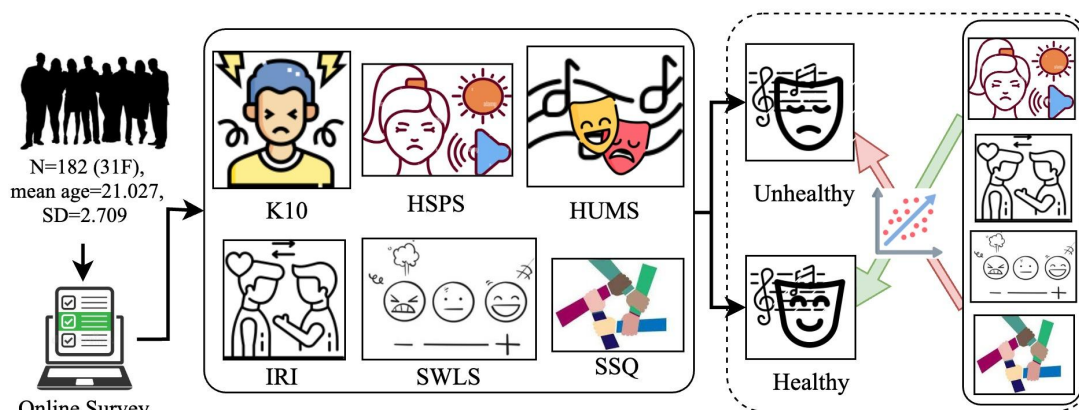 N=182 (31F),
mean age=21.027,
SD=2.709
Online Survey
K10
HSPS
HUMS
IRI
SWLS
SSQ
Unhealthy
Healthy